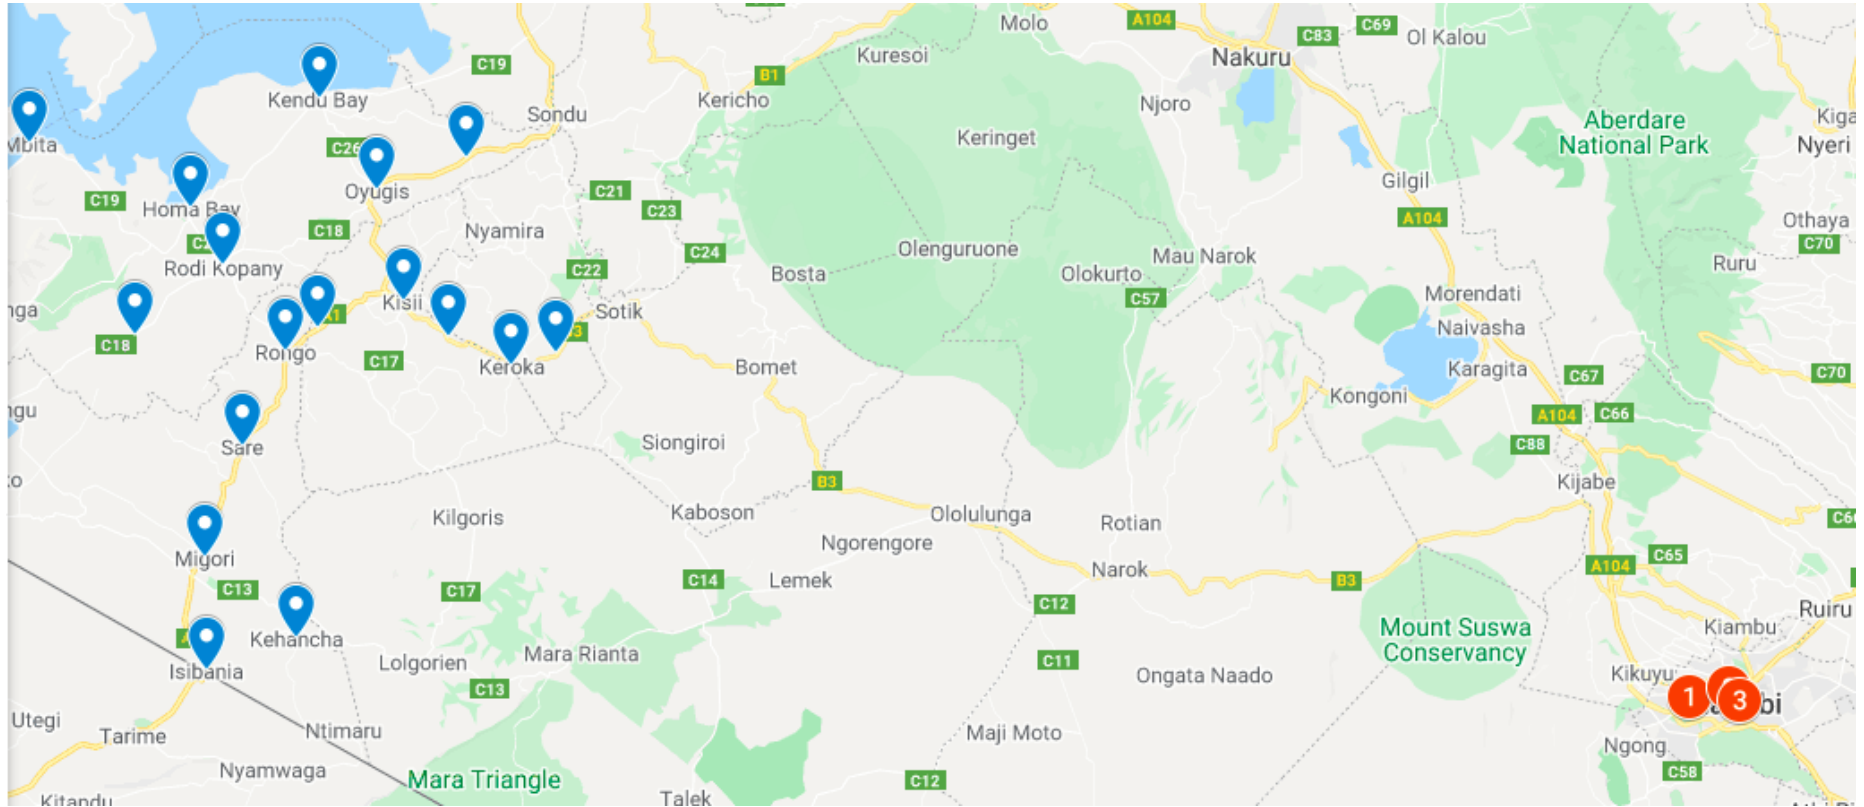 Molo
A104
C69
C83
Ol Kalou
Kuresoi
Nakuru
C19
B1
Kendu Bay
Kericho
Njoro
Sondu
Aberdare
National Park
Keringet
Mbita
C26
Nyeri
Gilgil
Oyugis
C21
C19
Homa Bay
C23
A104
Othaya
C18
Nyamira
C70
C24
Olenguruone
Mau Narok
Ruru
Rodi Kopany
C22
Bosta
Olokurto
Morendati
C57
Kisii
Sotik
Naivasha
C18
Rongo
C17
Keroka
Bomet
Karagita
C67
C70
Kongoni
A104
C66
Siongiroi
C88
Sare
B3
Kijabe
Kilgoris
Kaboson
Ololulunga
Rotian
Ngorengore
Migori
C65
A104
Narok
C13
C17
C14
Lemek
B3
C12
Ruiru
Kehancha
Mount Suswa
Conservancy
Kiambu
Isibania
Lolgorien
Mara Rianta
C11
Ongata Naado
Kikuyu
C13
1
3
Utegi
Tarime
Ntimaru
Maji Moto
Ngong
Nyamwaga
Mara Triangle
C12
C58
Talek